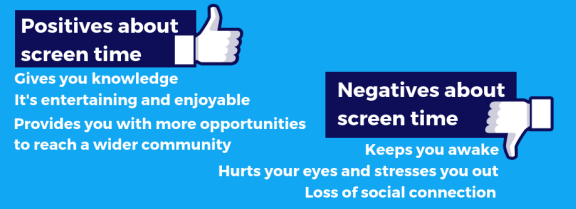 Positives about
screen time
Gives you knowledge
It's entertaining and enjoyable
Provides you with more opportunities
to reach a wider community
Negatives about
screen time
Keeps you awake
Hurts your eyes and stresses you out
Loss of social connection